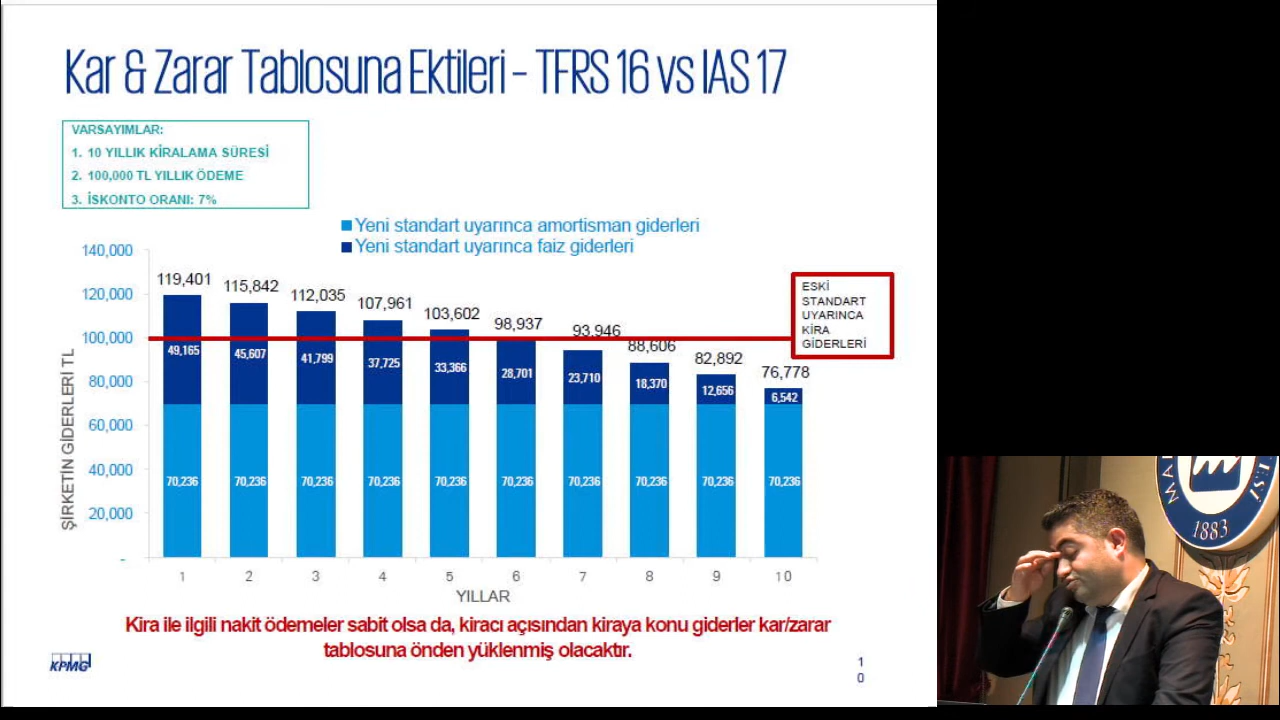 Kar & Zarar Tablosuna Ektileri – TFRS 16 vs IAS 17
VARSAYIMLAR:
1. 10 YILLIK KİRALAMA SÜRESİ
2. 100,000 TL YILLIK ÖDEME
3. İSKONTO ORANI: 7%
Yeni standart uyarınca amortisman giderleri
Yeni standart uyarınca faiz giderleri
ŞİRKETİN GİDERLERİ TL
140,000
120,000
100,000
80,000
60,000
40,000
20,000
-
119,401 115,842 112,035 107,961 103,602 98,937 93,946 88,606 82,892 76,778
49,165 45,607 41,799 37,725 33,366 28,701 23,710 18,370 12,656 6,542
70,236 70,236 70,236 70,236 70,236 70,236 70,236 70,236 70,236 70,236
1 2 3 4 5 6 7 8 9 10
YILLAR
ESKİ
STANDART
UYARINCA
KİRA
GİDERLERİ
Kira ile ilgili nakit ödemeler sabit olsa da, kiracı açısından kiraya konu giderler kar/zarar
tablosuna önden yüklenmiş olacaktır.
KPMG
1
0
1883